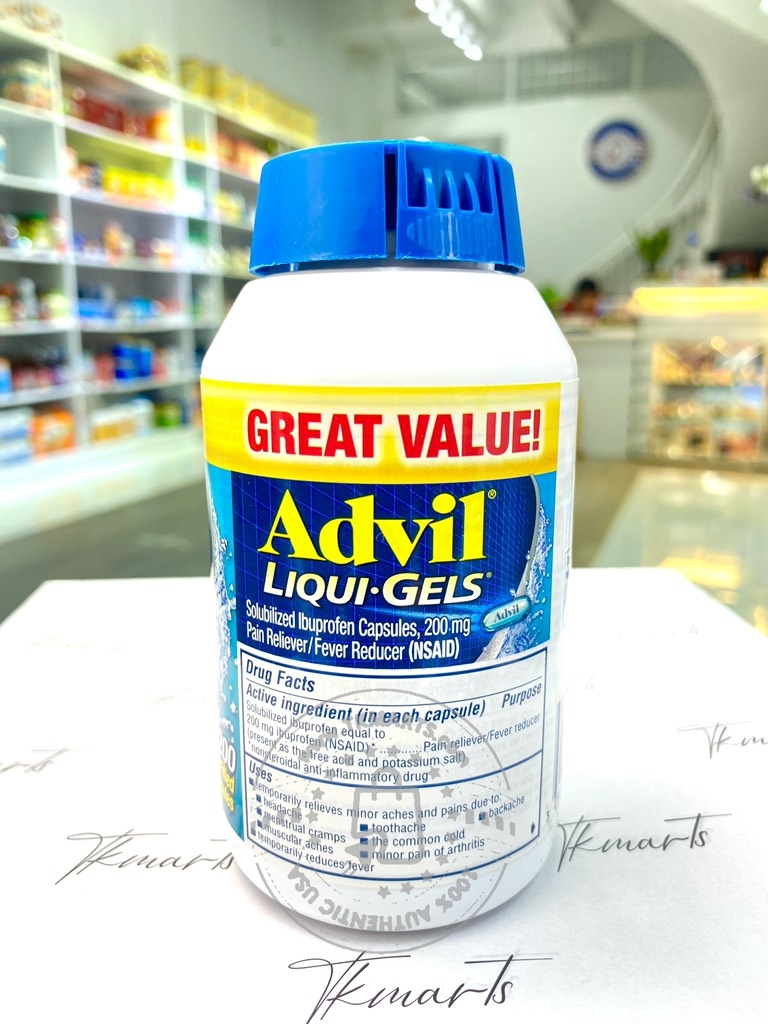 GREAT VALUE!
Advil®
LIQUI·GELS®
Solubilized Ibuprofen Capsules, 200 mg
Pain Reliever/Fever Reducer (NSAID)
Advil
Drug Facts
Active ingredient (in each capsule) Purpose
Solubilized ibuprofen equal to
200 mg ibuprofen (NSAID)* ............ Pain reliever/Fever reducer
(present as the free acid and potassium salt)
*nonsteroidal anti-inflammatory drug
Uses
temporarily relieves minor aches and pains due to:
headache toothache backache
menstrual cramps the common cold
muscular aches minor pain of arthritis
temporarily reduces fever
100% AUTHENTIC USA
Tkmarts
Tkmarts
Tkmarts